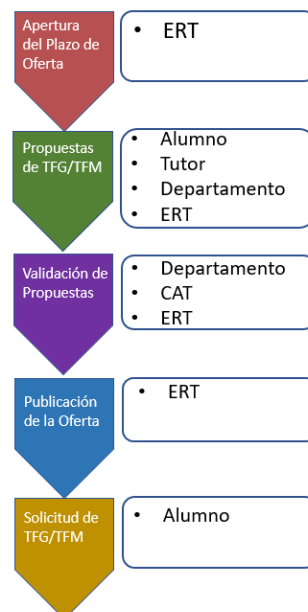 Apertura
del Plazo de
Oferta
• ERT
Propuestas
de TFG/TFM
• Alumno
• Tutor
• Departamento
• ERT
Validación de
Propuestas
• Departamento
• CAT
• ERT
Publicación
de la Oferta
• ERT
Solicitud de
TFG/TFM
• Alumno